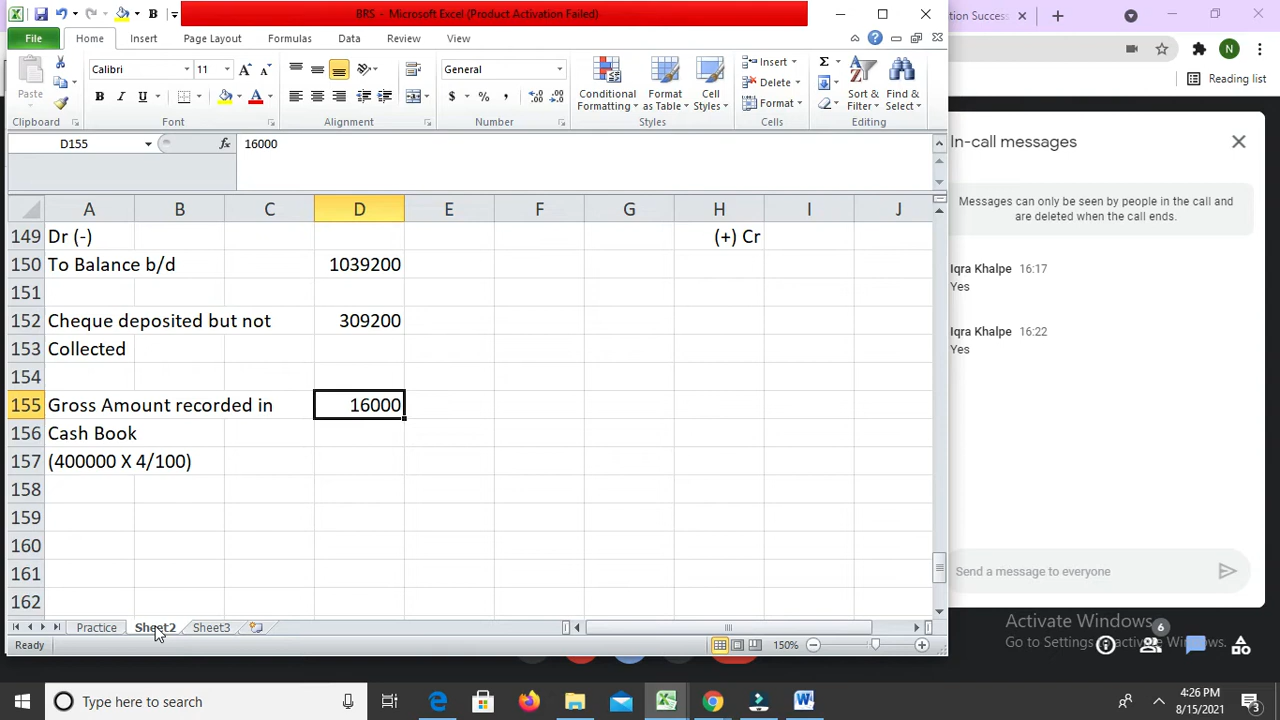 BRS - Microsoft Excel (Product Activation Failed)
tion Succes
File Home Insert Page Layout Formulas Data Review View
N
Reading list
Paste
Calibri 11
General
Conditional Formatting
Format as Table
Cell Styles
Insert
Delete
Format
Sort & Filter
Find & Select
Clipboard Font Alignment Number Styles Cells Editing
D155 fx 16000
In-call messages
Messages can only be seen by people in the call and
are deleted when the call ends.
A B C D E F G H I J
149 Dr (-) (+) Cr
150 To Balance b/d 1039200
151
152 Cheque deposited but not 309200
153 Collected
154
155 Gross Amount recorded in 16000
156 Cash Book
157 (400000 X 4/100)
158
159
160
161
162
Iqra Khalpe 16:17
Yes
Iqra Khalpe 16:22
Yes
Send a message to everyone
Practice Sheet2 Sheet3
Ready 150%
Activate Windows
Go to Settings to activate Windows.
6
Type here to search
4:26 PM
8/15/2021
3